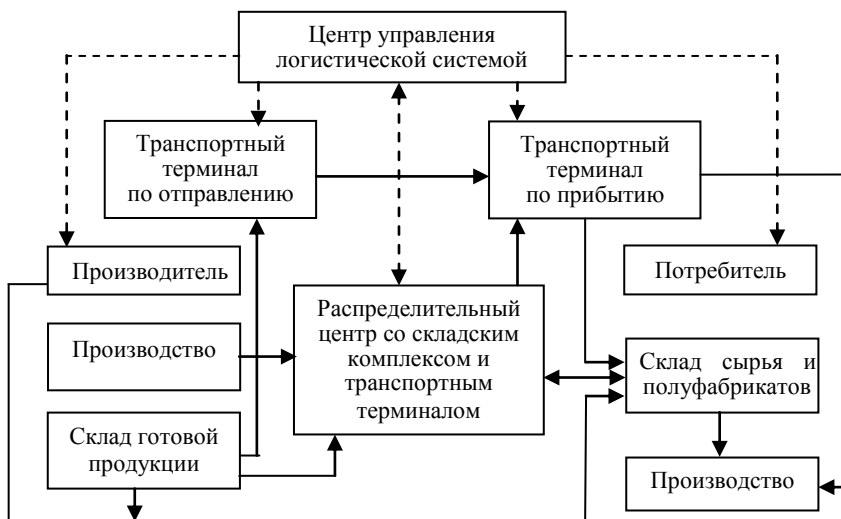 Центр управления
логистической системой
Транспортный
терминал
по отправлению
Транспортный
терминал
по прибытию
Производитель
Потребитель
Распределительный
центр со складским
комплексом и
транспортным
терминалом
Производство
Склад сырья и
полуфабрикатов
Склад готовой
продукции
Производство